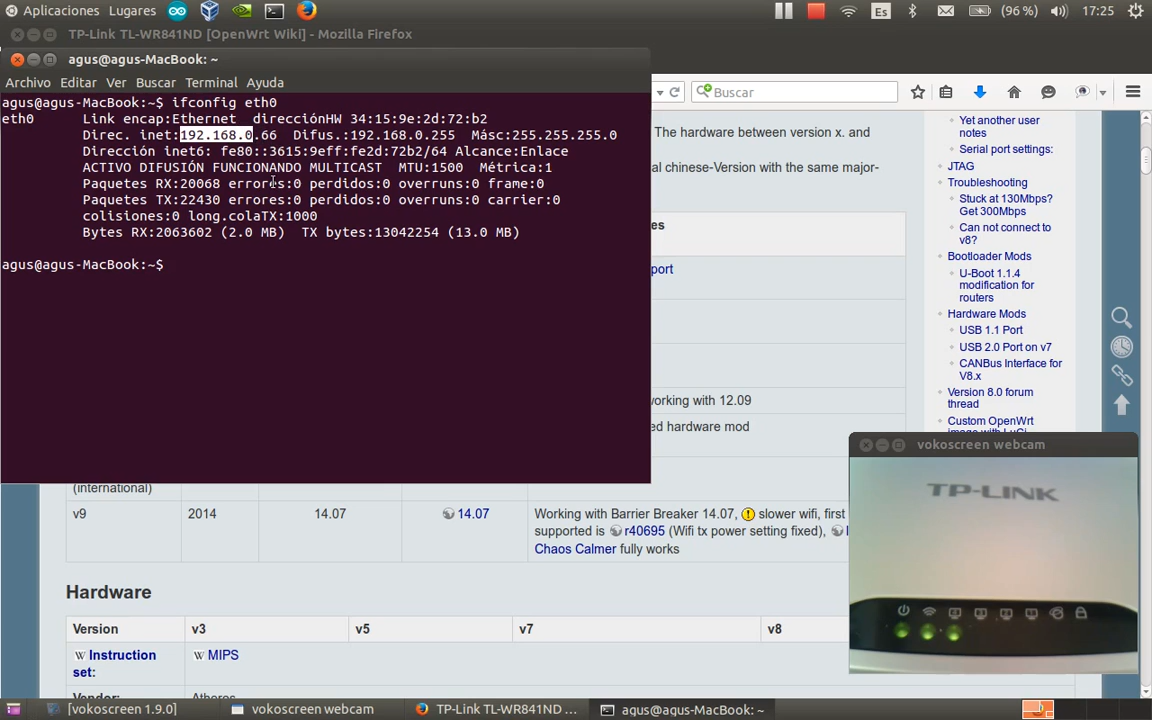 Aplicaciones Lugares Es (96 %) 17:25
TP-Link TL-WR841ND [OpenWrt Wiki] - Mozilla Firefox
agus@agus-MacBook: ~
Archivo Editar Ver Buscar Terminal Ayuda
agus@agus-MacBook:~$ ifconfig eth0
eth0 Link encap:Ethernet direcciónHW 34:15:9e:2d:72:b2
Direc. inet:192.168.0.66 Difus.:192.168.0.255 Másc:255.255.255.0
Dirección inet6: fe80::3615:9eff:fe2d:72b2/64 Alcance:Enlace
ACTIVO DIFUSIÓN FUNCIONANDO MULTICAST MTU:1500 Métrica:1
Paquetes RX:20068 errores:0 perdidos:0 overruns:0 frame:0
Paquetes TX:22430 errores:0 perdidos:0 overruns:0 carrier:0
colisiones:0 long.colaTX:1000
Bytes RX:2063602 (2.0 MB) TX bytes:13042254 (13.0 MB)
agus@agus-MacBook:~$
Buscar
The hardware between version x. and
al chinese-Version with the same major-
es
port
working with 12.09
ed hardware mod
(international)
v9 2014 14.07 14.07 Working with Barrier Breaker 14.07, slower wifi, first
supported is r40695 (Wifi tx power setting fixed),
Chaos Calmer fully works
Hardware
Version v3 v5 v7 v8
Instruction
set:
MIPS
Vendor: Atheros
Yet another user
notes
Serial port settings:
JTAG
Troubleshooting
Stuck at 130Mbps?
Get 300Mbps
Can not connect to
v8?
Bootloader Mods
U-Boot 1.1.4
modification for
routers
Hardware Mods
USB 1.1 Port
USB 2.0 Port on v7
CANBus Interface for
V8.x
Version 8.0 forum
thread
Custom OpenWrt
image with LuCi
vokoscreen webcam
TP-LINK
[vokoscreen 1.9.0] vokoscreen webcam TP-Link TL-WR841ND ... agus@agus-MacBook: ~